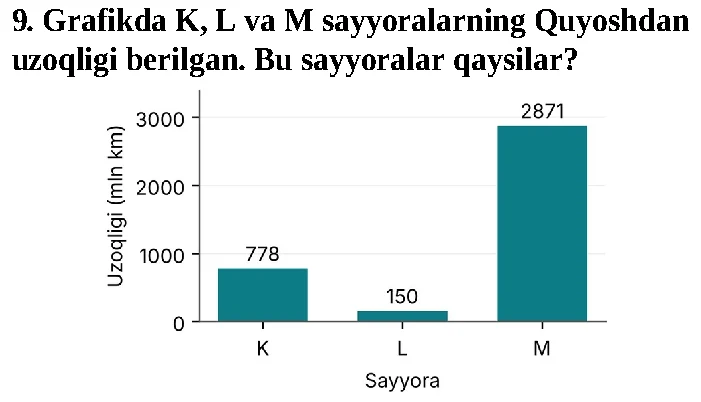 9. Grafikda K, L va M sayyoralarning Quyoshdan
uzoqligi berilgan. Bu sayyoralar qaysilar?
Uzoqligi (mln km)
3000
2000
1000
0
778
150
2871
K
L
M
Sayyora